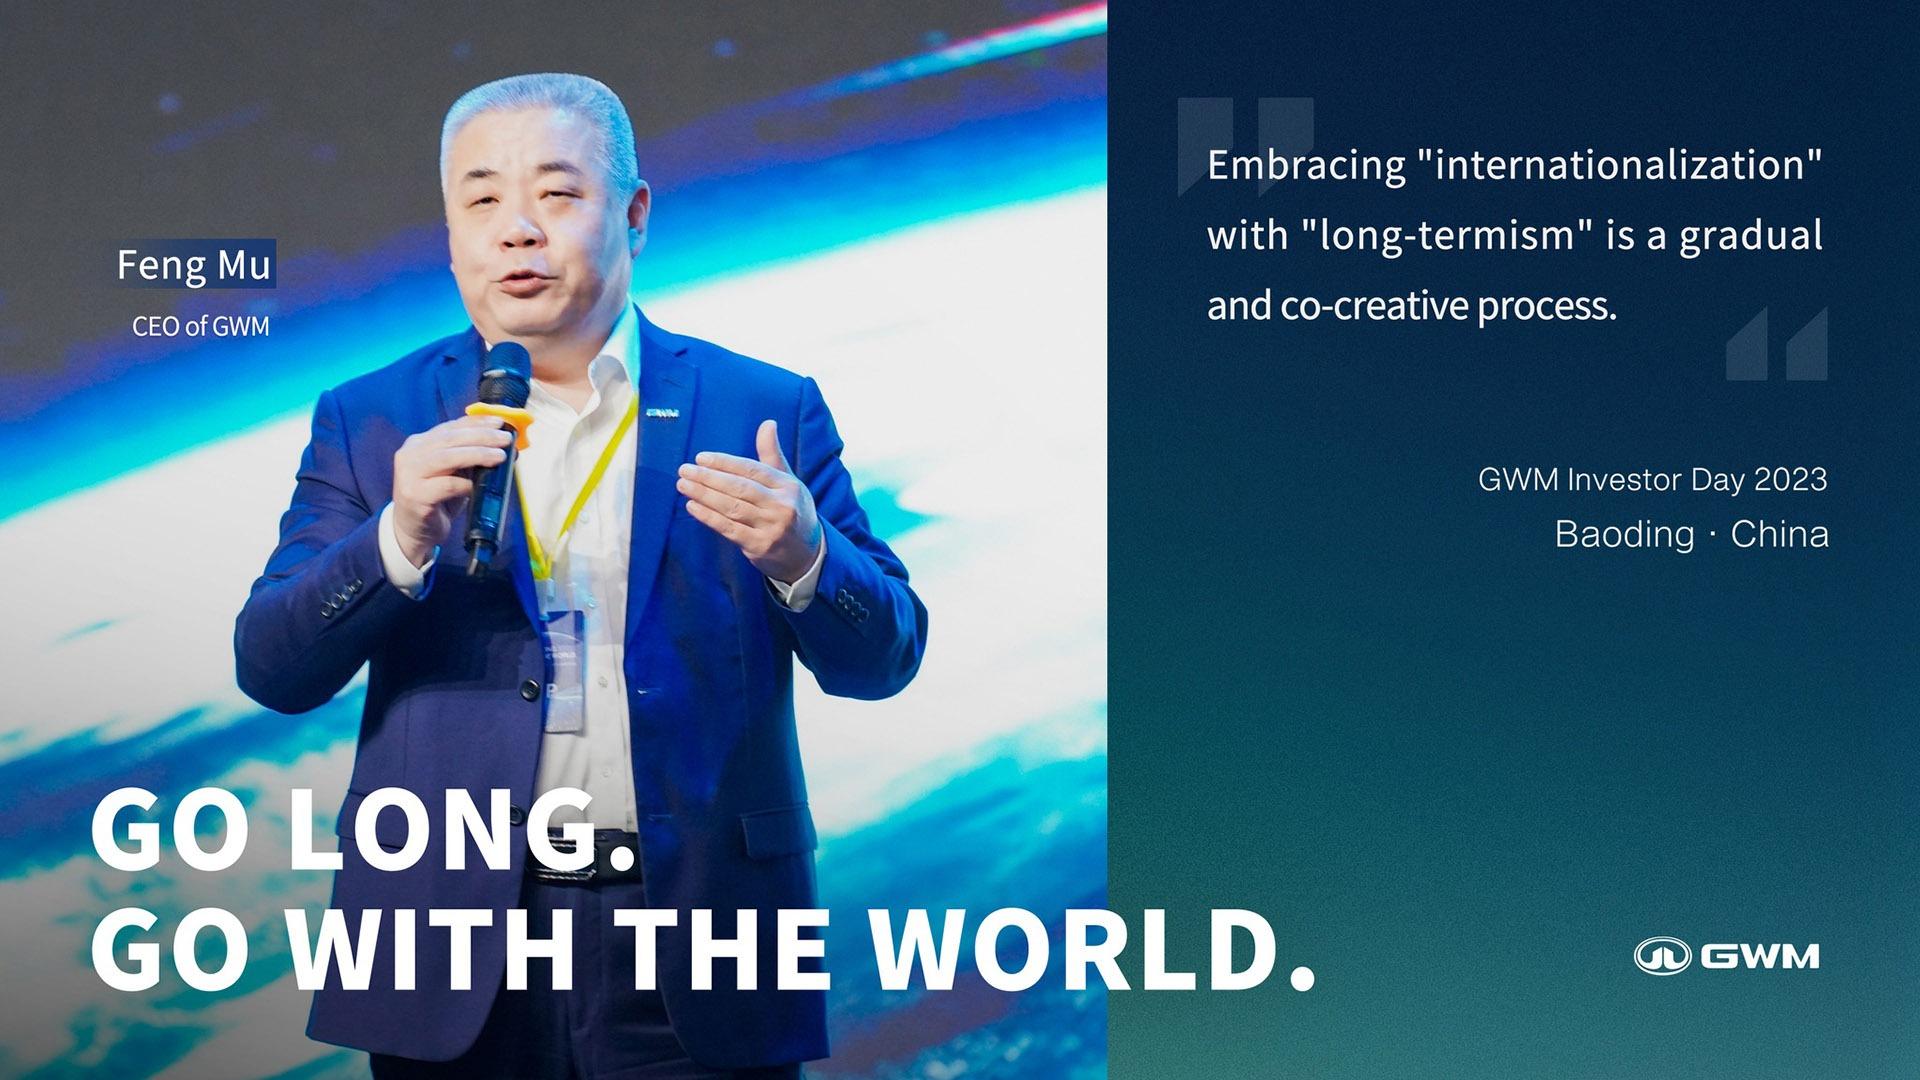 Feng Mu
CEO of GWM
Embracing "internationalization"
with "long-termism" is a gradual
and co-creative process.
GWM Investor Day 2023
Baoding · China
GO LONG.
GO WITH THE WORLD.
GWM
GWM